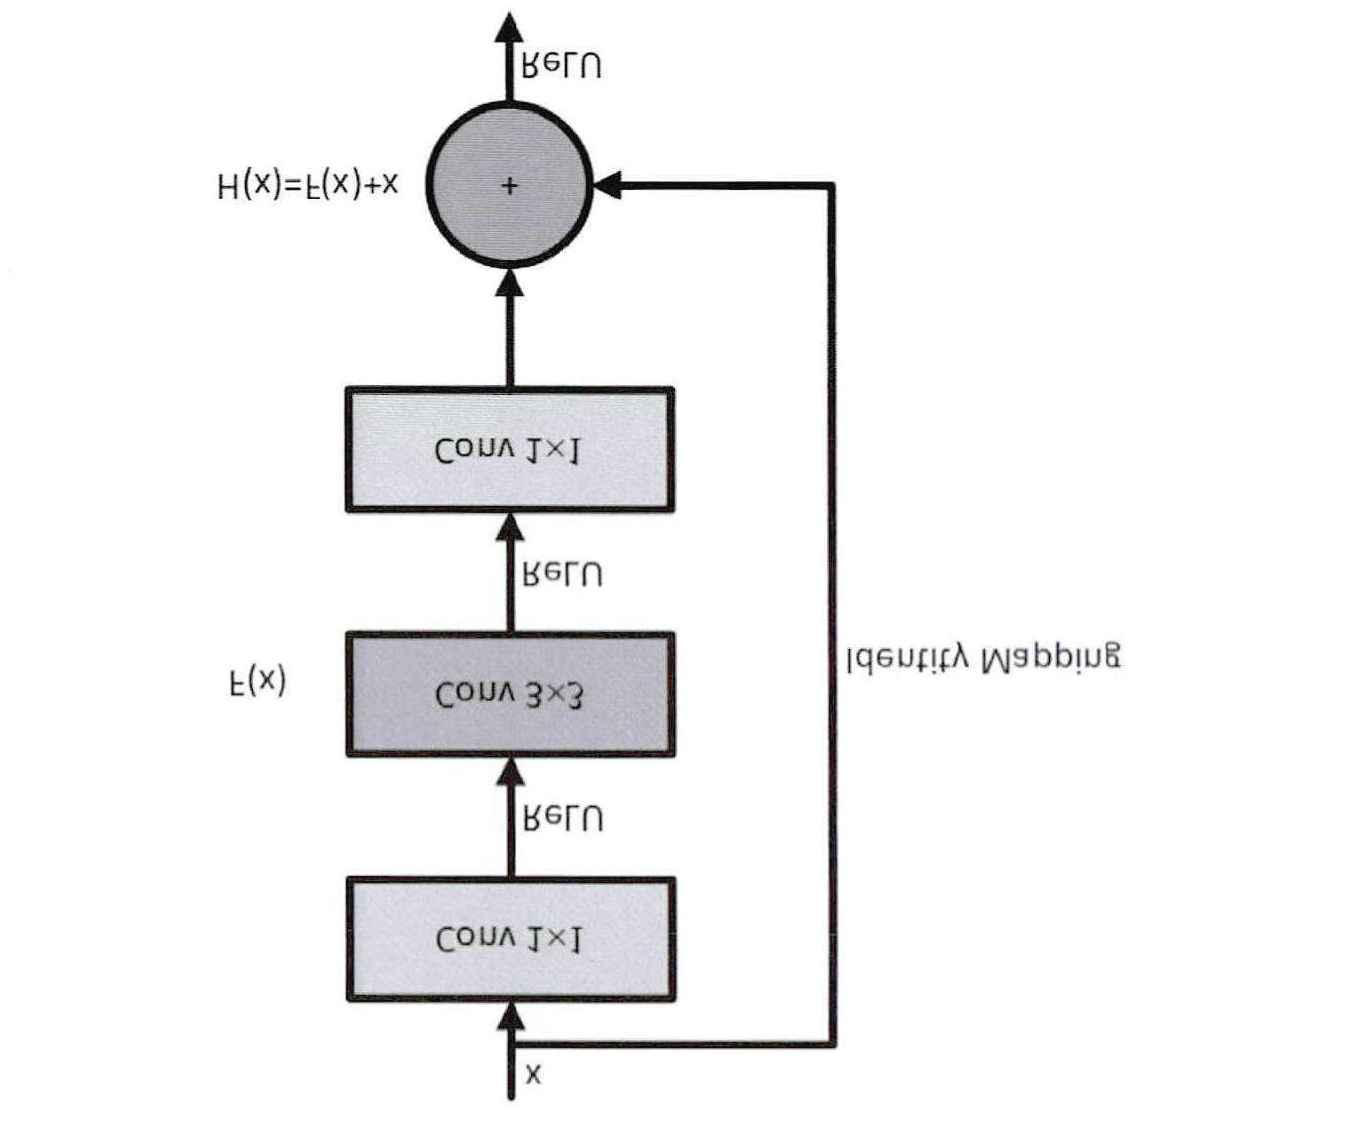 x
Conv 1×1
ReLU
F(x)
Conv 3×3
Identity Mapping
ReLU
Conv 1×1
H(x)=F(x)+x
+
ReLU